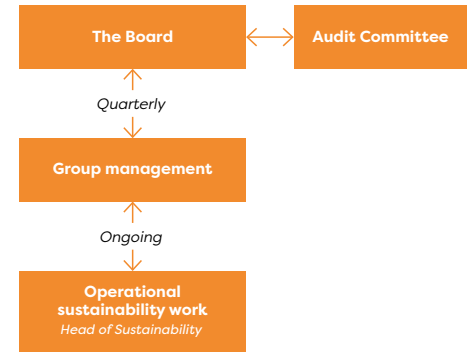 The Board
Audit Committee
Quarterly
Group management
Ongoing
Operational
sustainability work
Head of Sustainability